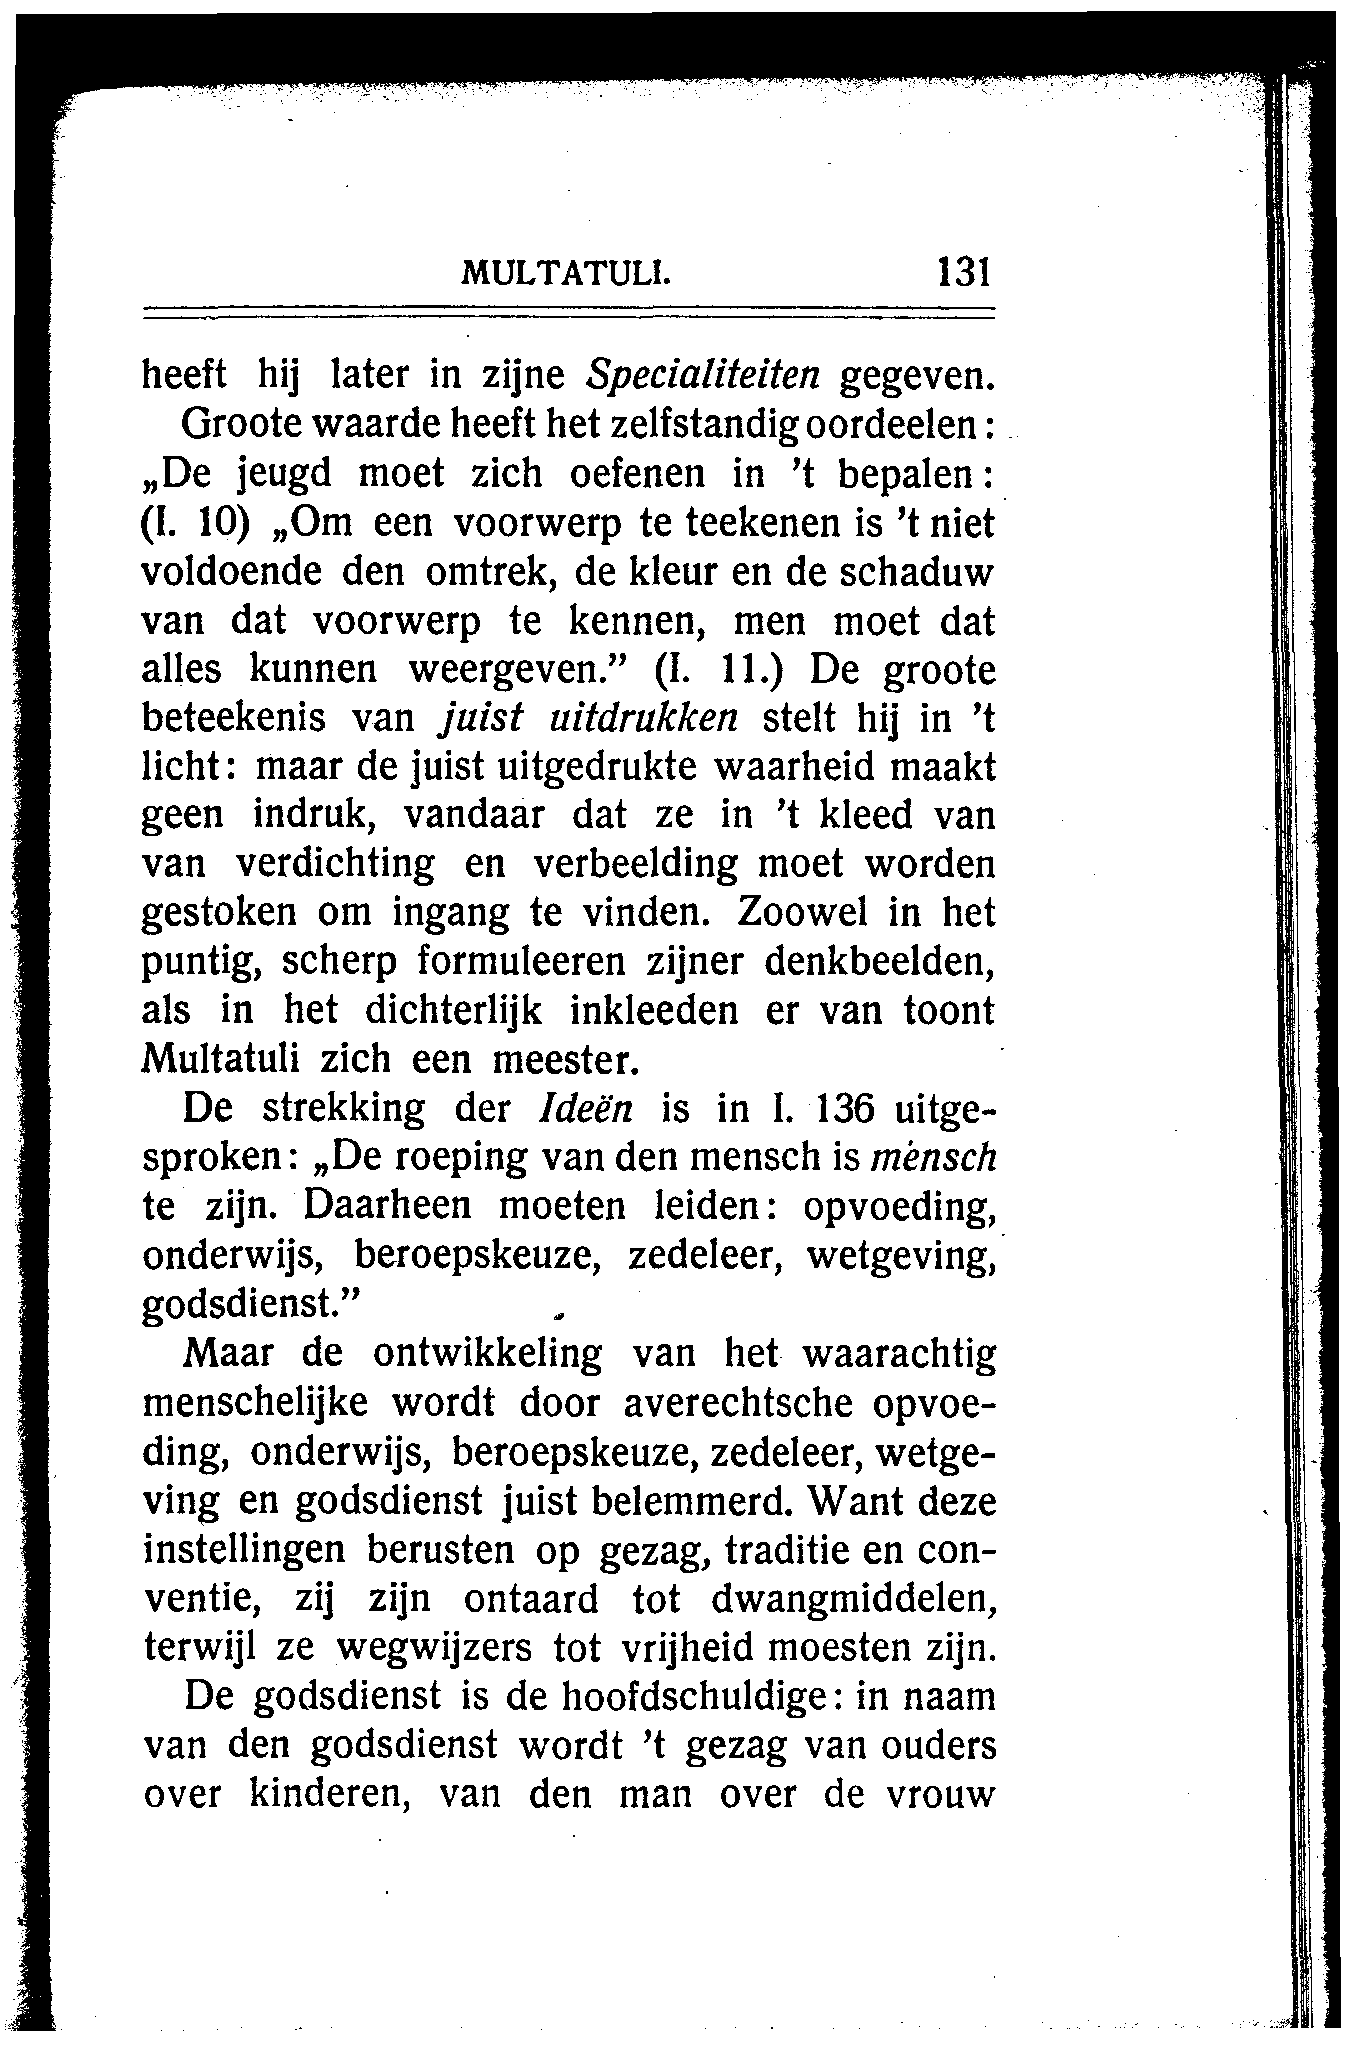 MULTATULI. 131
heeft hij later in zijne Specialiteiten gegeven.
Groote waarde heeft het zelfstandig oordeelen:
„De jeugd moet zich oefenen in 't bepalen:
(I. 10) „Om een voorwerp te teekenen is 't niet
voldoende den omtrek, de kleur en de schaduw
van dat voorwerp te kennen, men moet dat
alles kunnen weergeven.” (I. 11.) De groote
beteekenis van juist uitdrukken stelt hij in 't
licht: maar de juist uitgedrukte waarheid maakt
geen indruk, vandaar dat ze in 't kleed van
van verdichting en verbeelding moet worden
gestoken om ingang te vinden. Zoowel in het
puntig, scherp formuleeren zijner denkbeelden,
als in het dichterlijk inkleeden er van toont
Multatuli zich een meester.
De strekking der Ideën is in I. 136 uitge-
sproken: „De roeping van den mensch is mènsch
te zijn. Daarheen moeten leiden: opvoeding,
onderwijs, beroepskeuze, zedeleer, wetgeving,
godsdienst.”
Maar de ontwikkeling van het waarachtig
menschelijke wordt door averechtsche opvoe-
ding, onderwijs, beroepskeuze, zedeleer, wetge-
ving en godsdienst juist belemmerd. Want deze
instellingen berusten op gezag, traditie en con-
ventie, zij zijn ontaard tot dwangmiddelen,
terwijl ze wegwijzers tot vrijheid moesten zijn.
De godsdienst is de hoofdschuldige: in naam
van den godsdienst wordt 't gezag van ouders
over kinderen, van den man over de vrouw